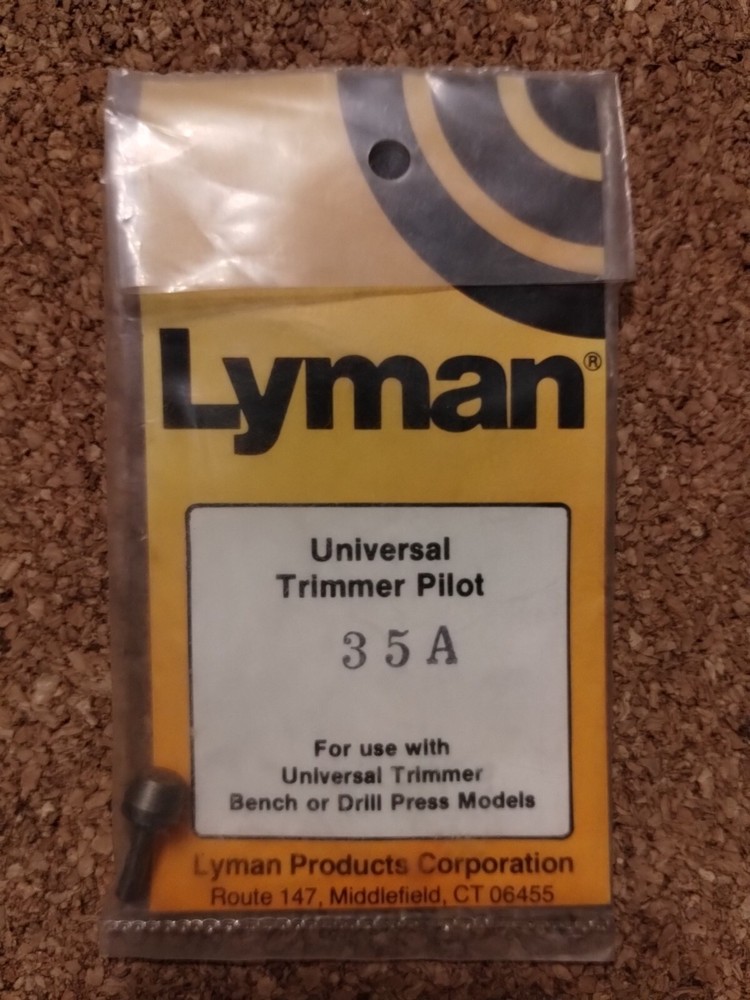 Lyman®
Universal
Trimmer Pilot
35A
For use with
Universal Trimmer
Bench or Drill Press Models
Lyman Products Corporation
Route 147, Middlefield, CT 06455